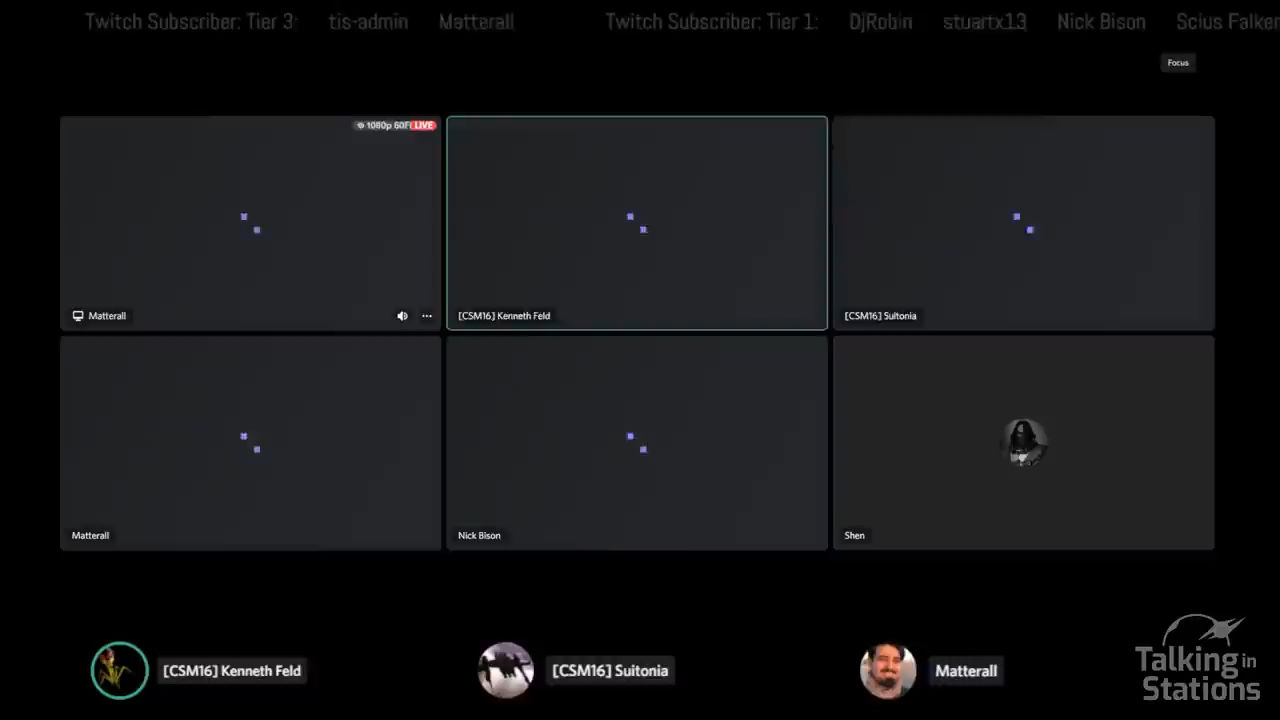 Twitch Subscriber: Tier 3: tis-admin Matterall Twitch Subscriber: Tier 1: DjRobin stuartx13 Nick Bison Scius Falken
Focus
1080p 60F LIVE
Matterall
[CSM16] Kenneth Feld
[CSM16] Suitonia
Matterall
Nick Bison
Shen
[CSM16] Kenneth Feld
[CSM16] Suitonia
Matterall
Talking in
Stations